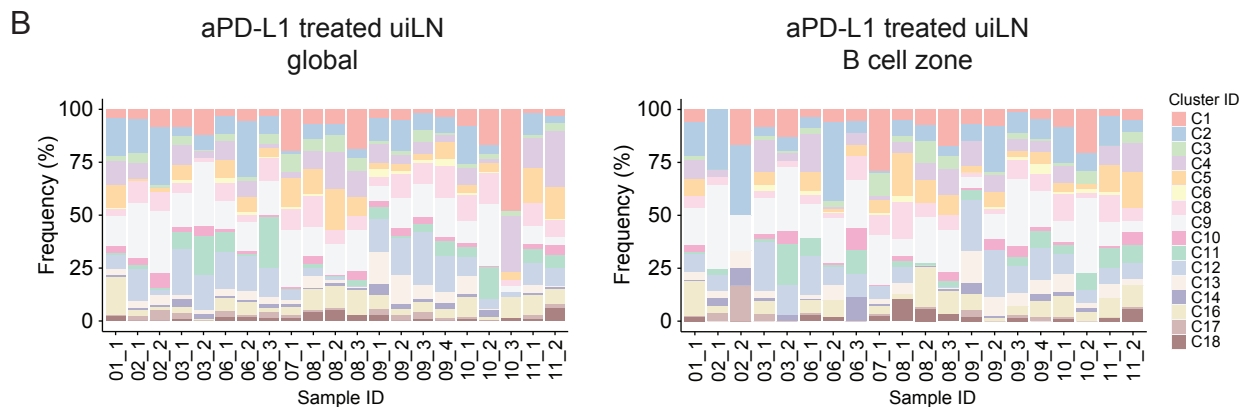 B
aPD-L1 treated uiLN
global
Frequency (%)
100
75
50
25
0
01_1
02_1
02_2
03_1
03_2
06_1
06_2
06_3
07_1
08_1
08_2
08_3
09_1
09_2
09_3
09_4
10_1
10_2
10_3
11_1
11_2
Sample ID
aPD-L1 treated uiLN
B cell zone
Frequency (%)
100
75
50
25
0
01_1
02_1
02_2
03_1
03_2
06_1
06_2
06_3
07_1
08_1
08_2
08_3
09_1
09_2
09_3
09_4
10_1
10_2
11_1
11_2
Sample ID
Cluster ID
C1
C2
C3
C4
C5
C6
C8
C9
C10
C11
C12
C13
C14
C16
C17
C18